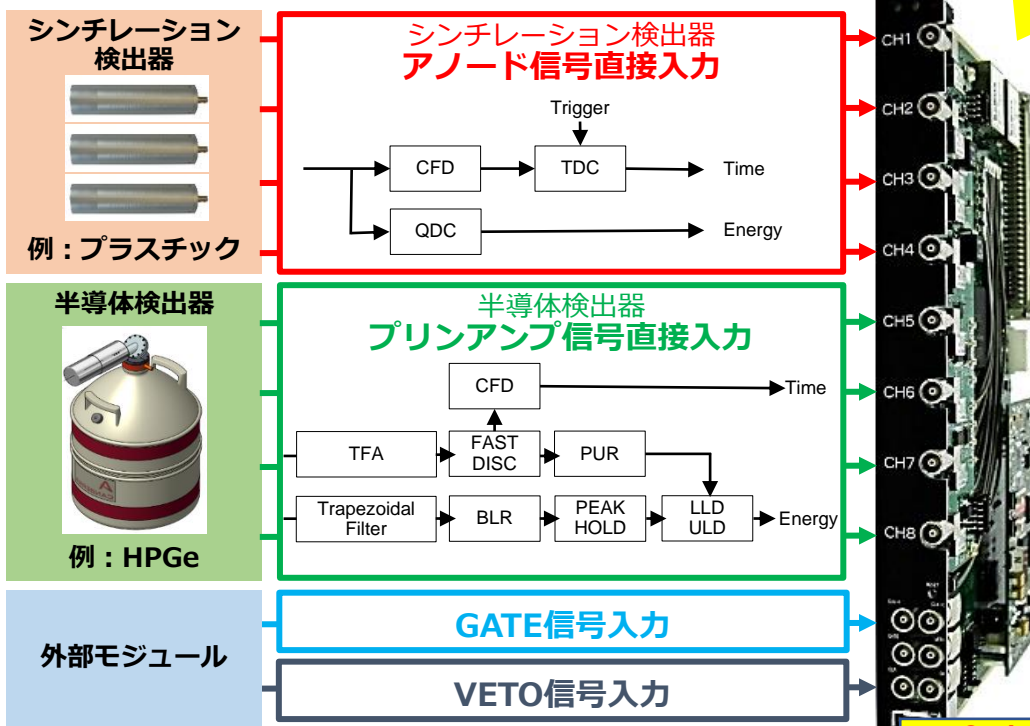 シンチレーション
検出器
例：プラスチック
シンチレーション検出器
アノード信号直接入力
Trigger
CFD
TDC
Time
QDC
Energy
半導体検出器
例：HPGe
半導体検出器
プリンアンプ信号直接入力
CFD
Time
TFA
FAST
DISC
PUR
Trapezoidal
Filter
BLR
PEAK
HOLD
LLD
ULD
Energy
外部モジュール
GATE信号入力
VETO信号入力
CH1
CH2
CH3
CH4
CH5
CH6
CH7
CH8